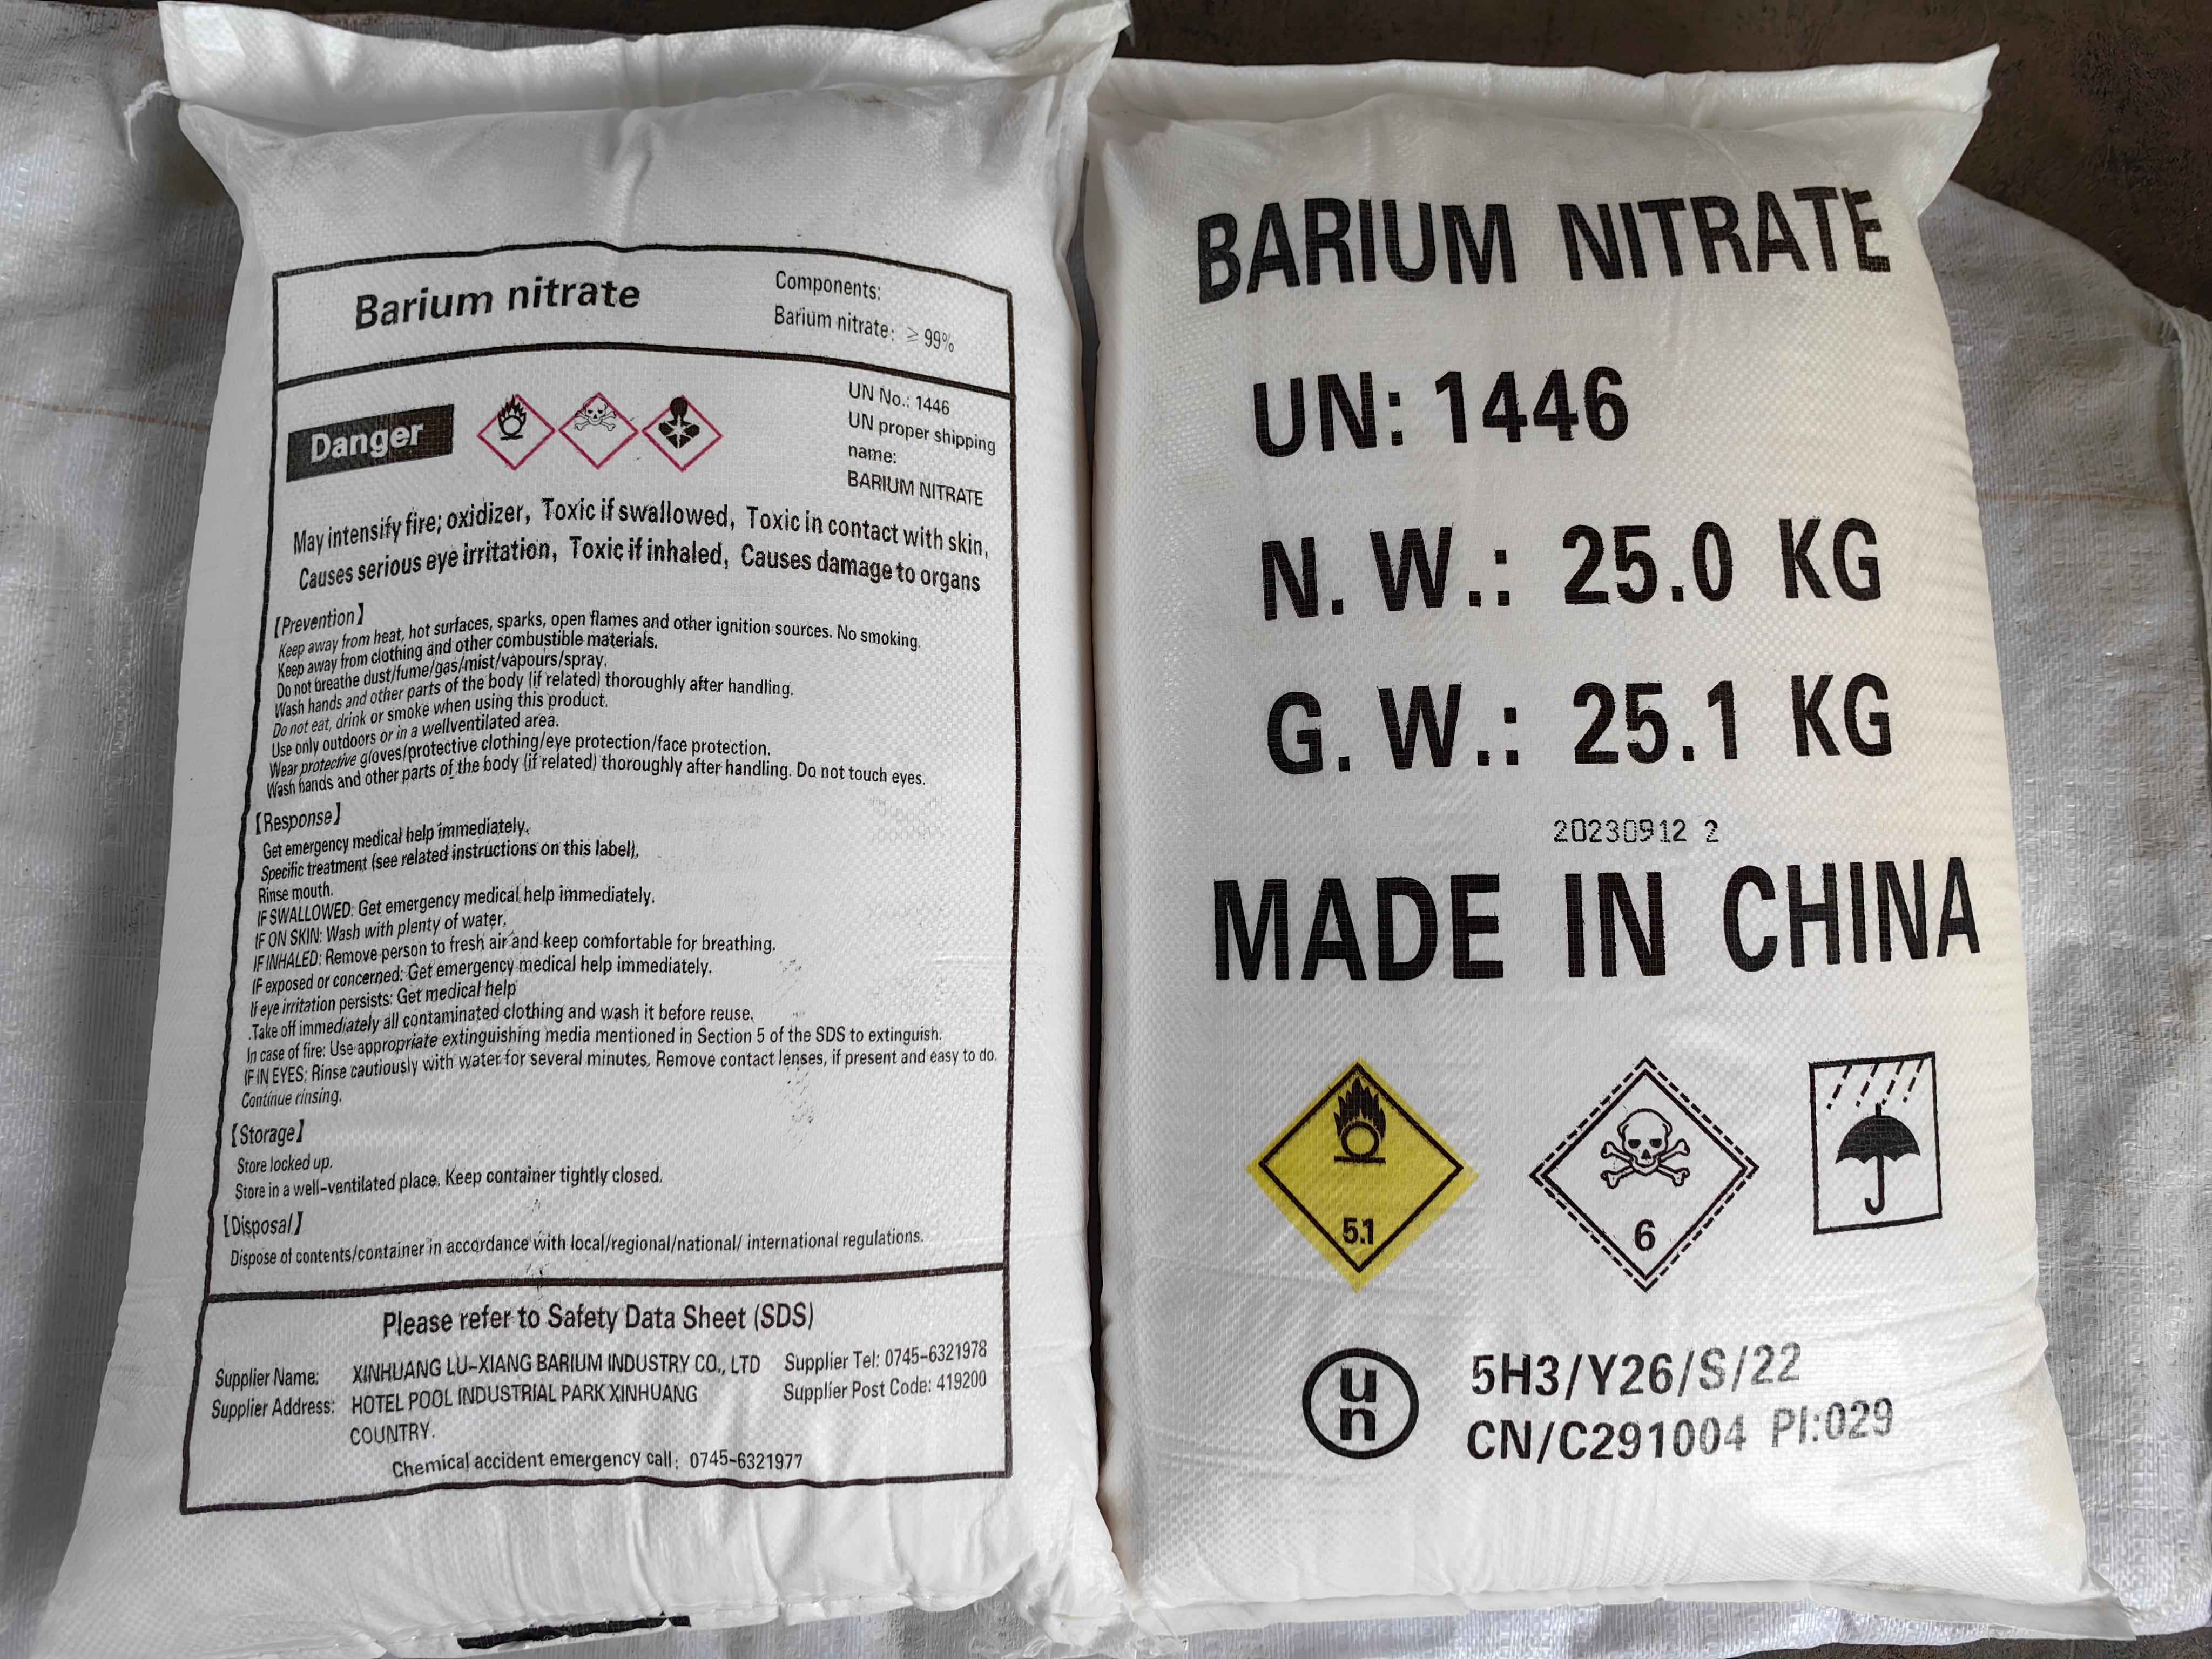 Barium nitrate
Components:
Barium nitrate: ≥ 99%
Danger
UN No.: 1446
UN proper shipping
name:
BARIUM NITRATE
May intensify fire; oxidizer, Toxic if swallowed, Toxic in contact with skin,
Causes serious eye irritation, Toxic if inhaled, Causes damage to organs
【Prevention】
Keep away from heat, hot surfaces, sparks, open flames and other ignition sources. No smoking.
Keep away from clothing and other combustible materials.
Do not breathe dust/fume/gas/mist/vapours/spray.
Wash hands and other parts of the body (if related) thoroughly after handling.
Do not eat, drink or smoke when using this product.
Use only outdoors or in a wellventilated area.
Wear protective gloves/protective clothing/eye protection/face protection.
Wash hands and other parts of the body (if related) thoroughly after handling. Do not touch eyes.
【Response】
Get emergency medical help immediately.
Specific treatment (see related instructions on this label),
Rinse mouth.
IF SWALLOWED: Get emergency medical help immediately.
IF ON SKIN: Wash with plenty of water,
IF INHALED: Remove person to fresh air and keep comfortable for breathing.
IF exposed or concerned: Get emergency medical help immediately.
If eye irritation persists: Get medical help
.Take off immediately all contaminated clothing and wash it before reuse.
In case of fire: Use appropriate extinguishing media mentioned in Section 5 of the SDS to extinguish.
IF IN EYES: Rinse cautiously with water for several minutes. Remove contact lenses, if present and easy to do.
Continue rinsing.
【Storage】
Store locked up.
Store in a well-ventilated place. Keep container tightly closed.
【Disposal】
Dispose of contents/container in accordance with local/regional/national/ international regulations.
Please refer to Safety Data Sheet (SDS)
Supplier Name: XINHUANG LU-XIANG BARIUM INDUSTRY CO., LTD Supplier Tel: 0745-6321978
Supplier Address: HOTEL POOL INDUSTRIAL PARK XINHUANG Supplier Post Code: 419200
COUNTRY.
Chemical accident emergency call: 0745-6321977
BARIUM NITRATE
UN: 1446
N. W.: 25.0 KG
G. W.: 25.1 KG
20230912 2
MADE IN CHINA
5.1
6
un
5H3/Y26/S/22
CN/C291004 PI:029